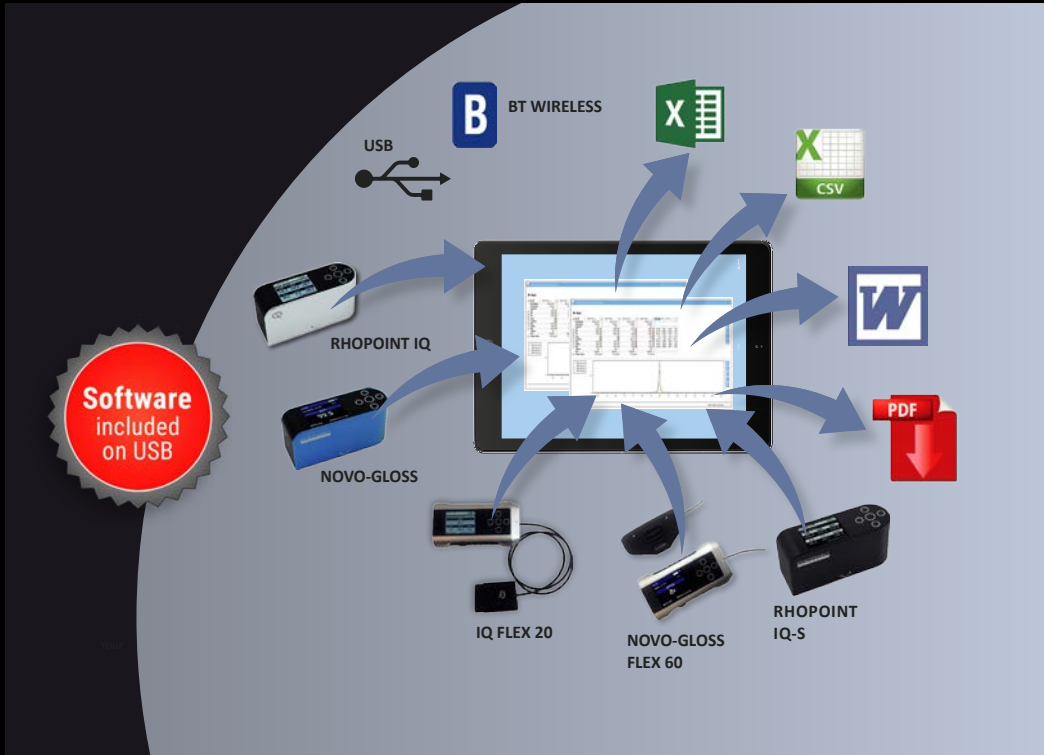 B
BT WIRELESS
USB
X
X
CSV
W
RHOPOINT IQ
Software
included
on USB
PDF
NOVO-GLOSS
IQ FLEX 20
NOVO-GLOSS
FLEX 60
RHOPOINT
IQ-S
Your